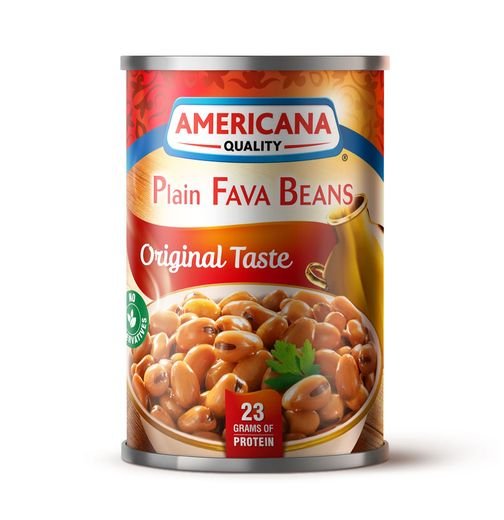 AMERICANA
QUALITY
®
Plain FAVA BEANS
Original Taste
NO
23
GRAMS OF
PROTEIN